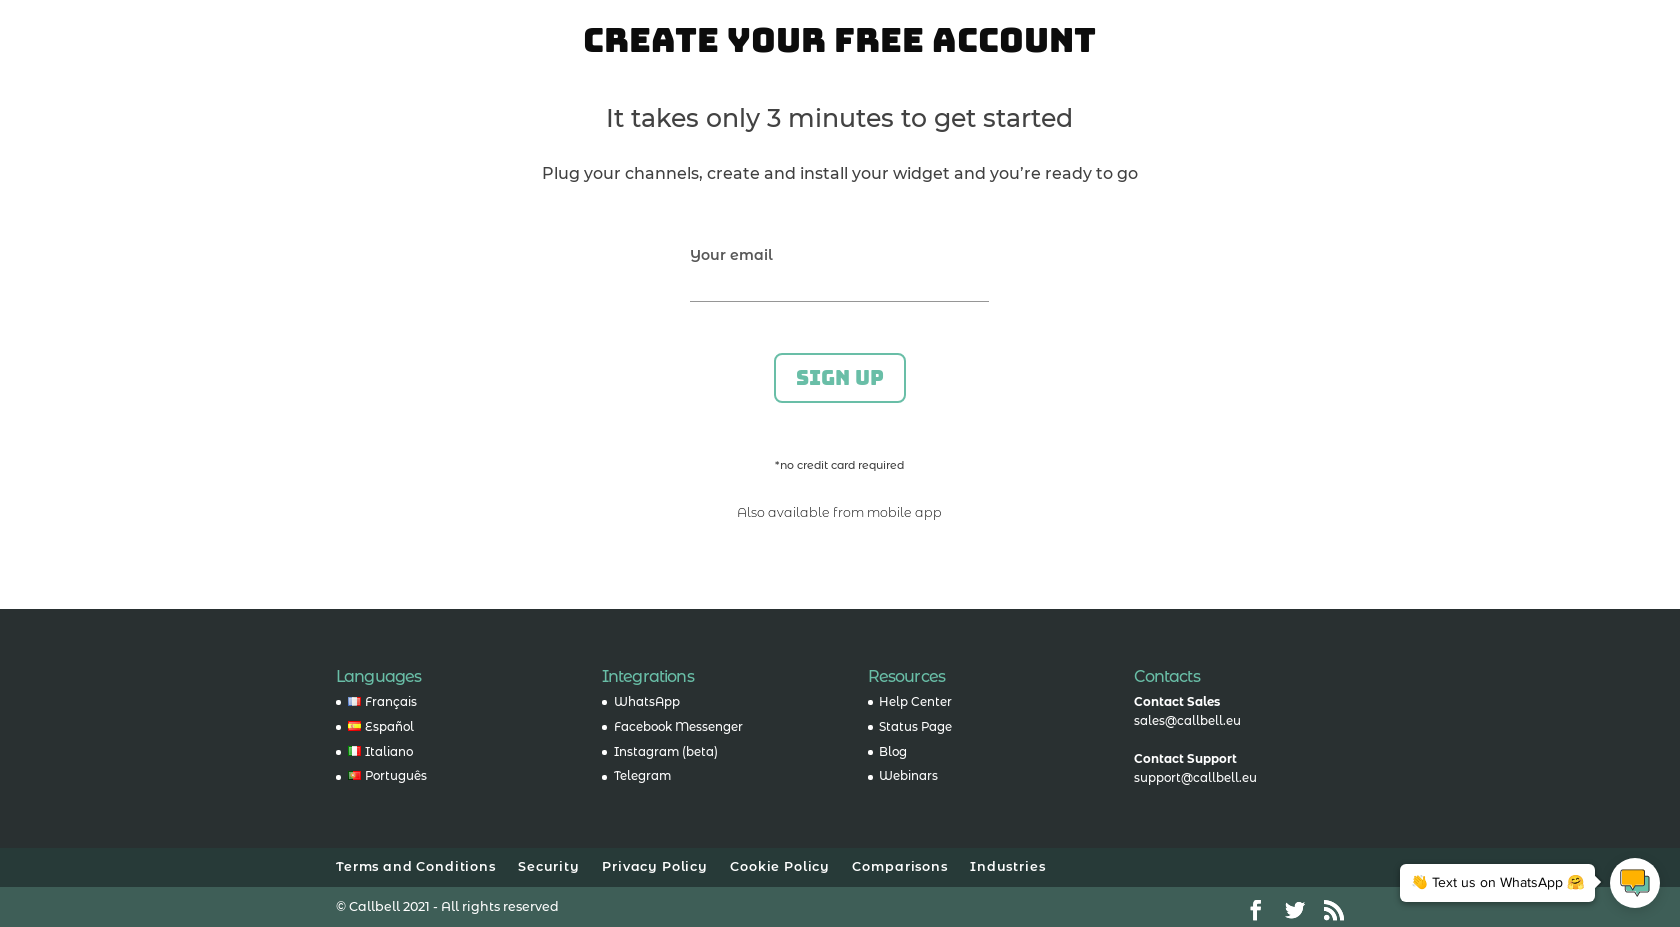 CREATE YOUR FREE ACCOUNT
It takes only 3 minutes to get started
Plug your channels, create and install your widget and you’re ready to go
Your email
SIGN UP
*no credit card required
Also available from mobile app
Languages
Français
Español
Italiano
Português
Integrations
WhatsApp
Facebook Messenger
Instagram (beta)
Telegram
Resources
Help Center
Status Page
Blog
Webinars
Contacts
Contact Sales
sales@callbell.eu
Contact Support
support@callbell.eu
Terms and Conditions Security Privacy Policy Cookie Policy Comparisons Industries
👋 Text us on WhatsApp 🤗
© Callbell 2021 - All rights reserved